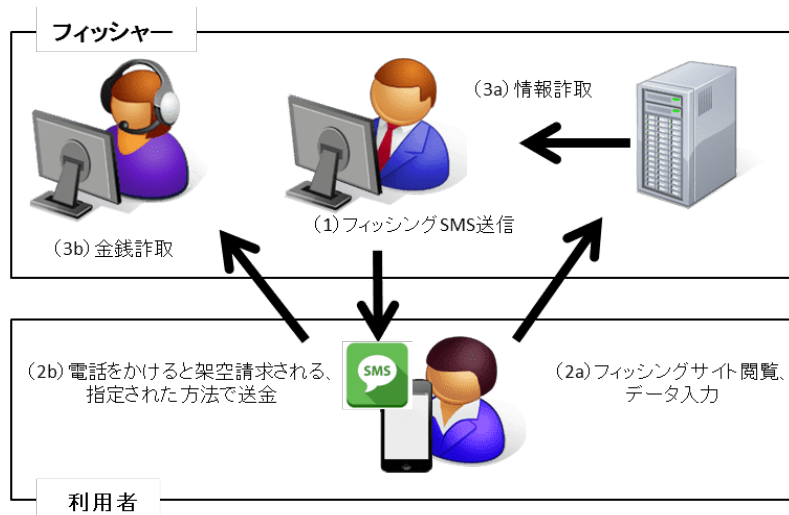 フィッシャー
(3a)情報詐取
(1)フィッシングSMS送信
(3b)金銭詐取
SMS
(2b)電話をかけると架空請求される、
指定された方法で送金
(2a)フィッシングサイト閲覧、
データ入力
利用者